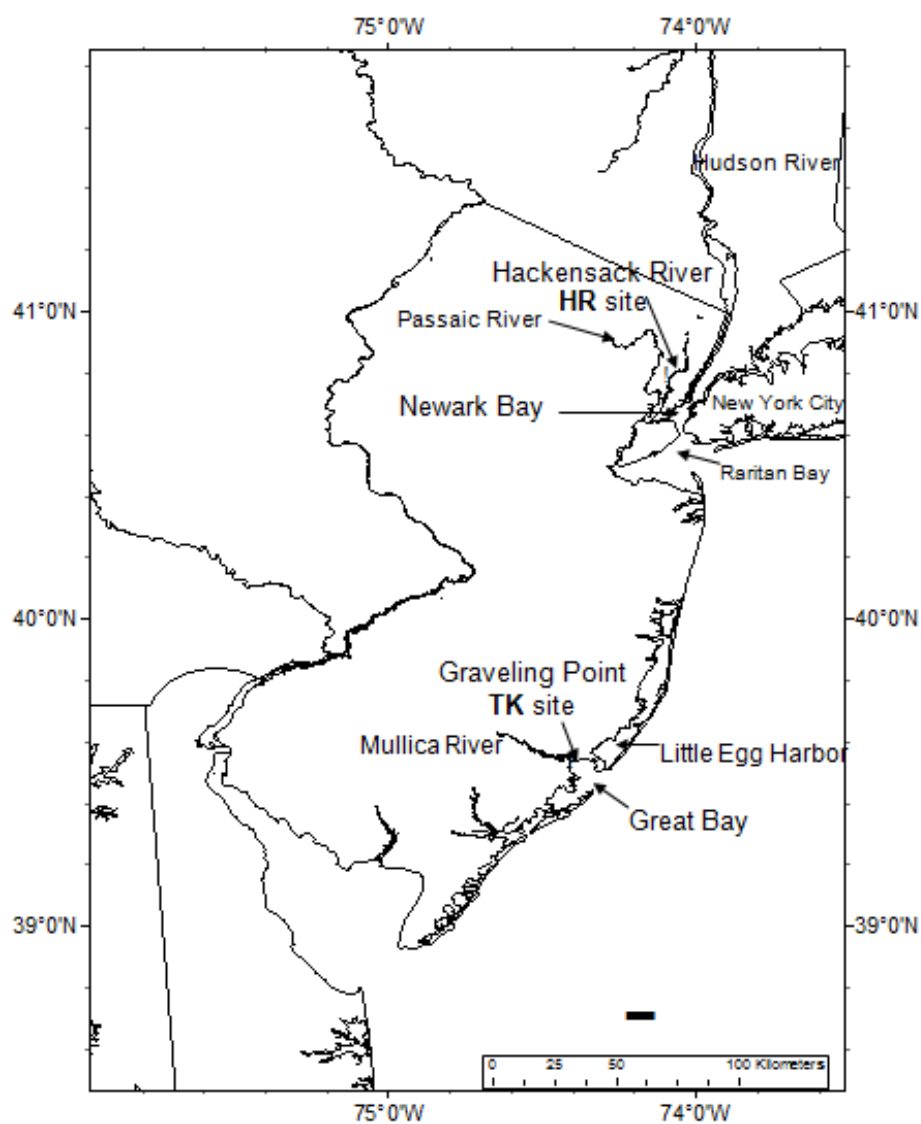 75°0'W 74°0'W
Hudson River
Hackensack River
HR site
41°0'N 41°0'N
Passaic River
Newark Bay
New York City
Raritan Bay
40°0'N 40°0'N
Graveling Point
TK site
Mullica River
Little Egg Harbor
Great Bay
39°0'N 39°0'N
0 25 50 100 Kilometers
75°0'W 74°0'W